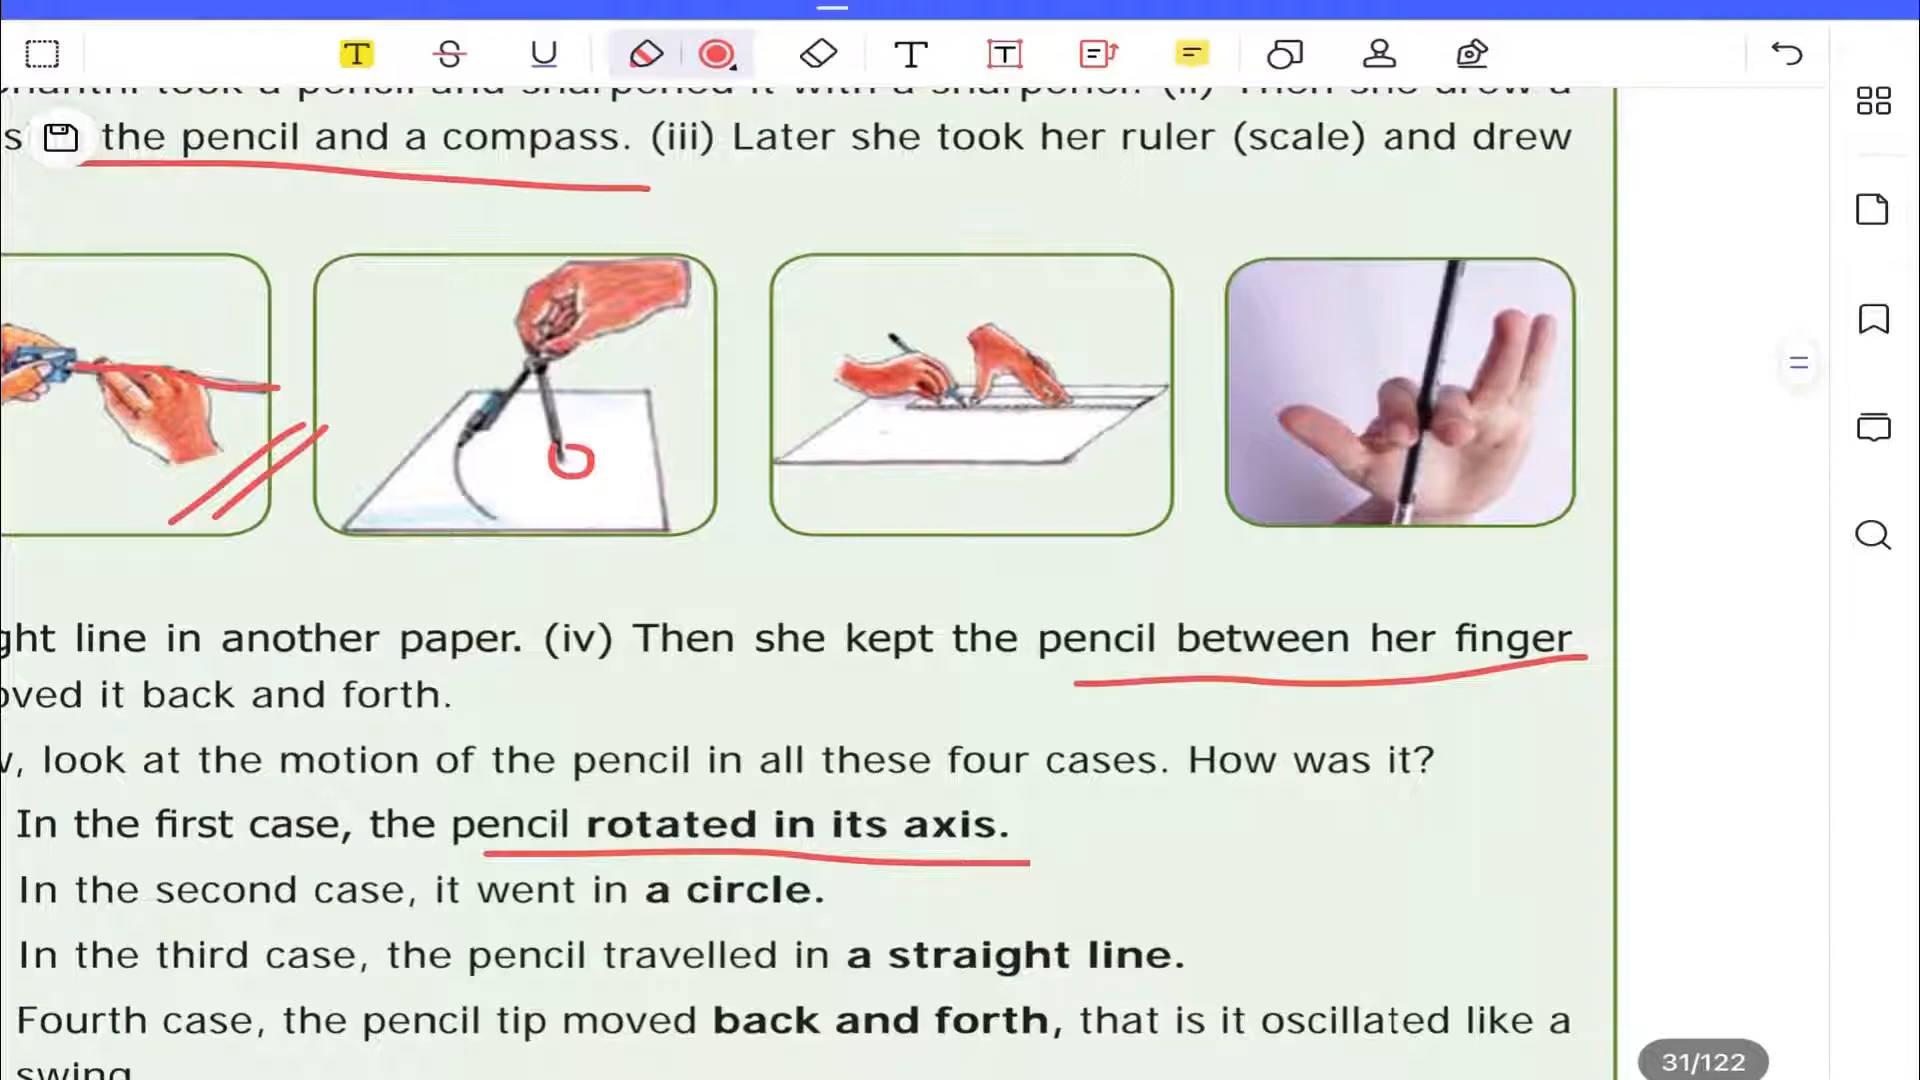 the pencil and a compass. (iii) Later she took her ruler (scale) and drew
line in another paper. (iv) Then she kept the pencil between her finger
it back and forth.
look at the motion of the pencil in all these four cases. How was it?
In the first case, the pencil rotated in its axis.
In the second case, it went in a circle.
In the third case, the pencil travelled in a straight line.
Fourth case, the pencil tip moved back and forth, that is it oscillated like a
swing
31/122